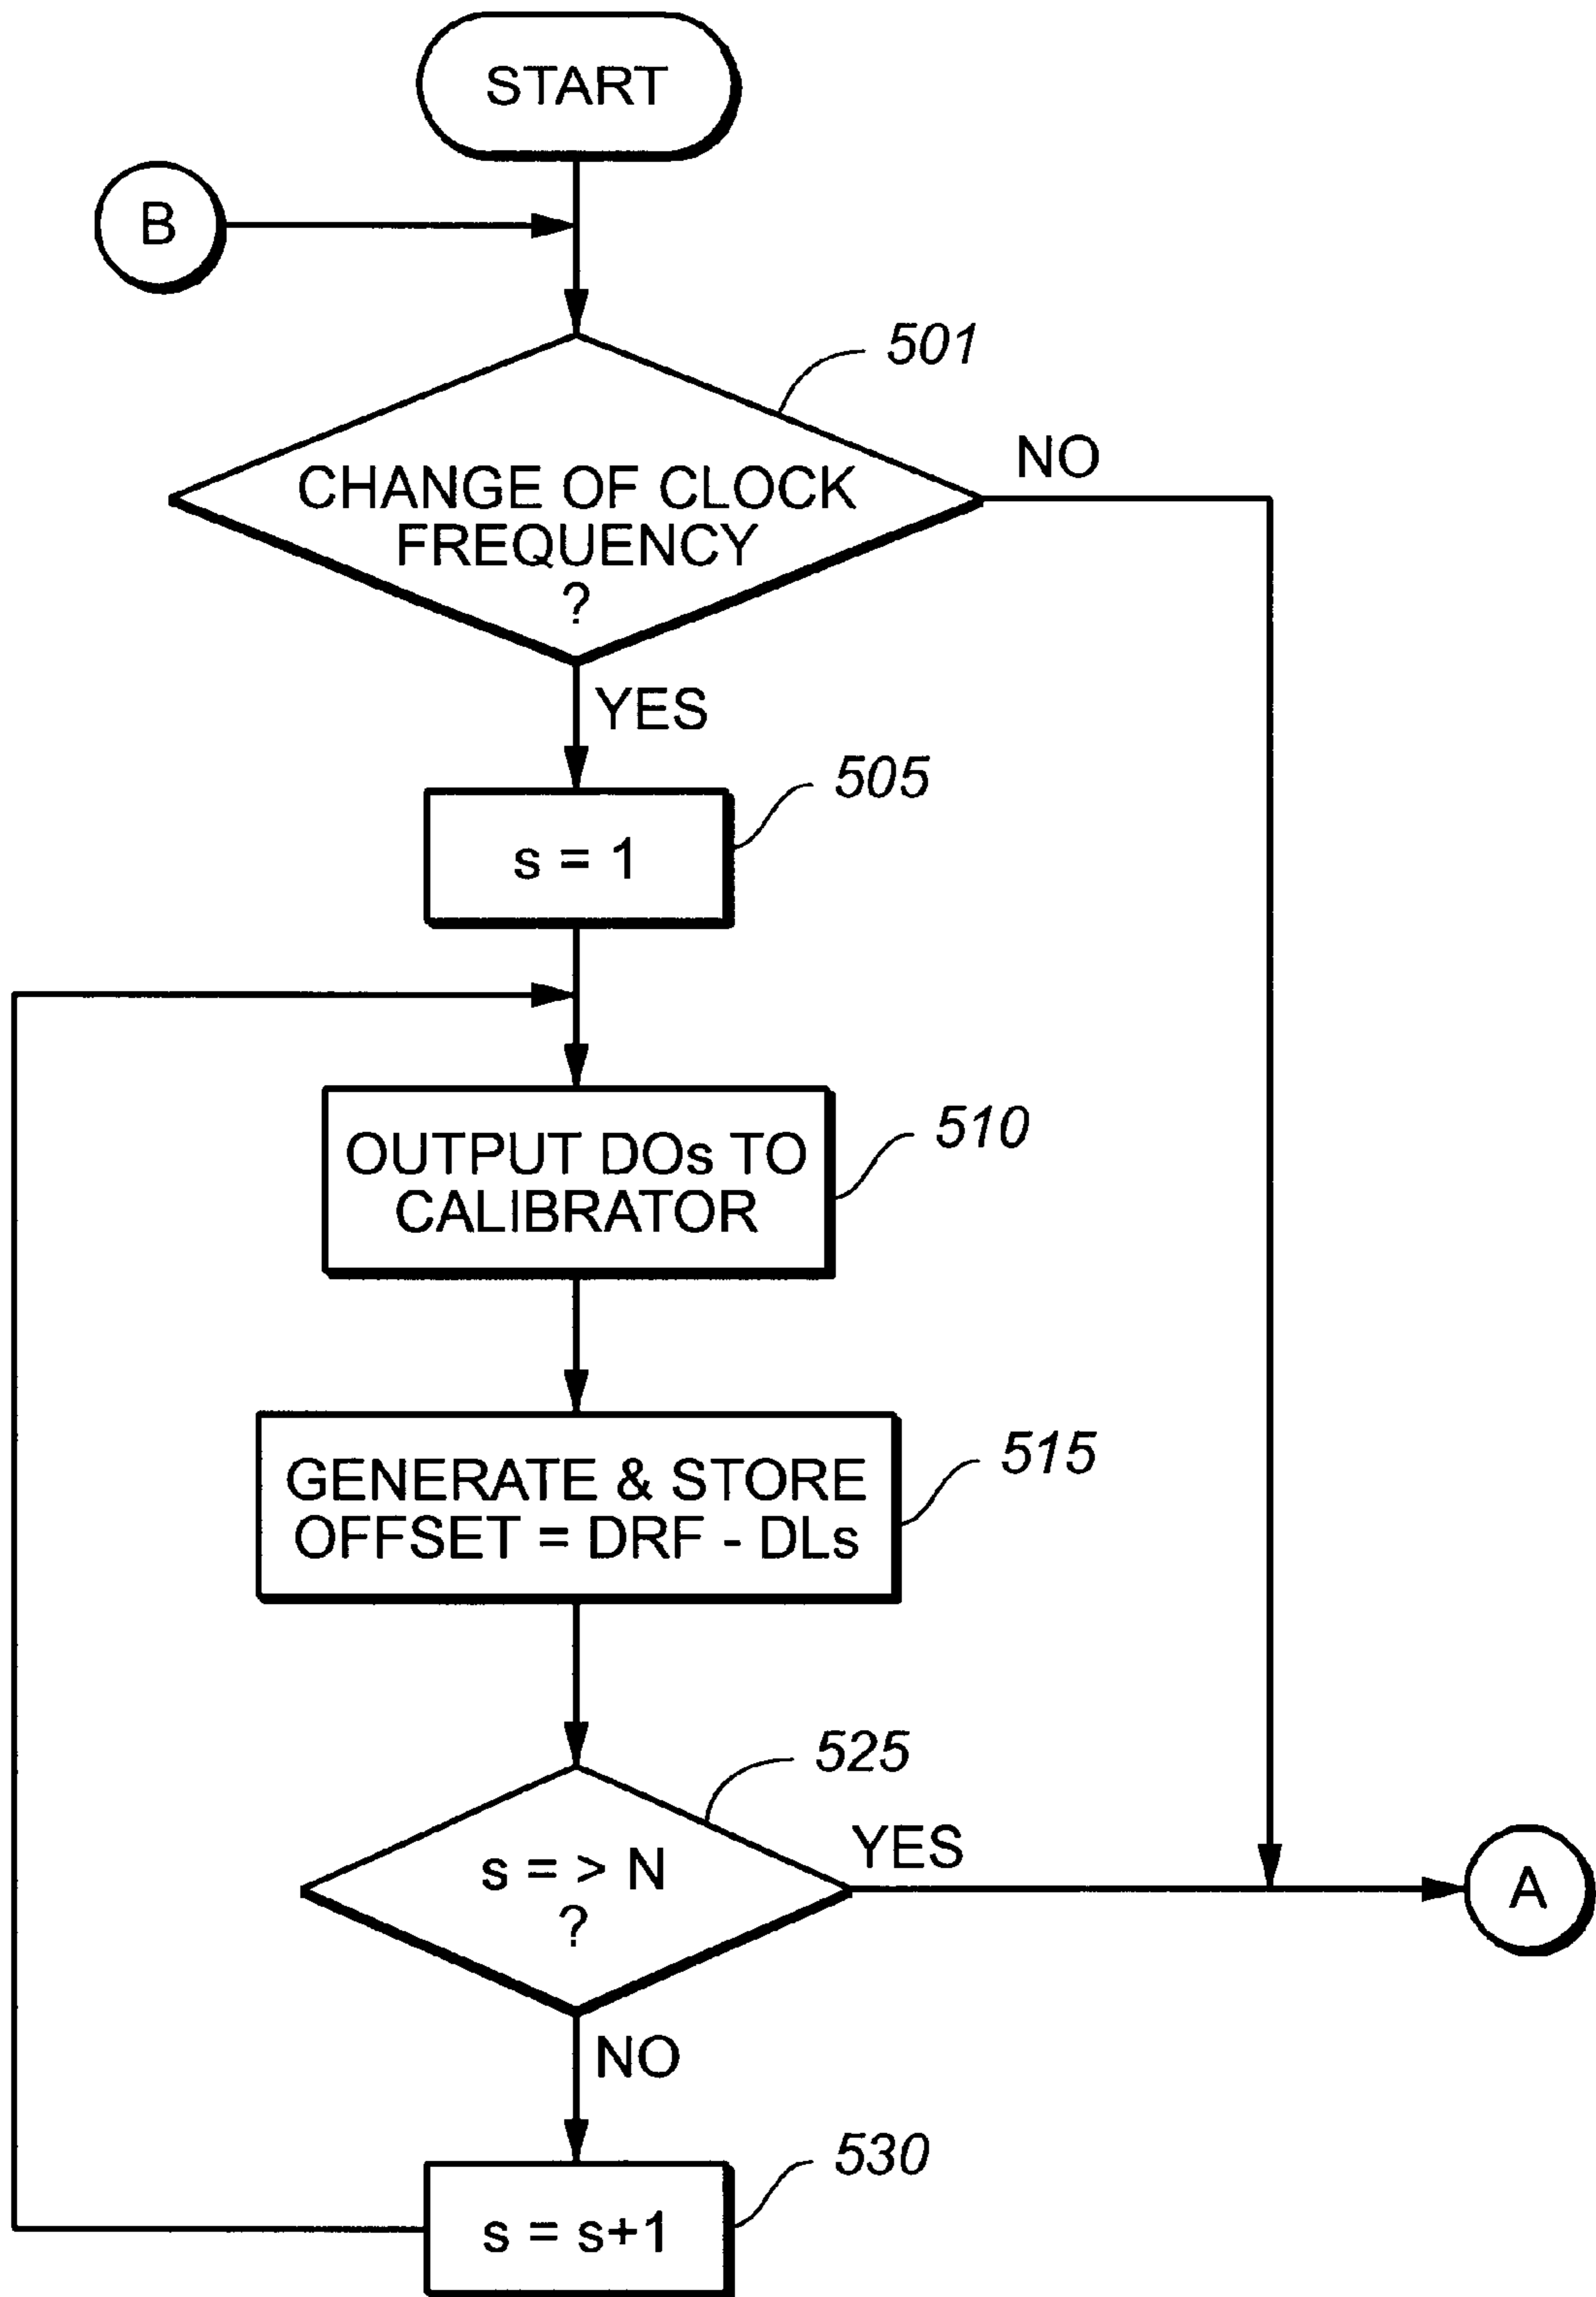 START
B
501
CHANGE OF CLOCK
FREQUENCY
?
NO
YES
505
s = 1
510
OUTPUT DOs TO
CALIBRATOR
515
GENERATE & STORE
OFFSET = DRF - DLs
525
s = > N
?
YES
A
NO
530
s = s+1